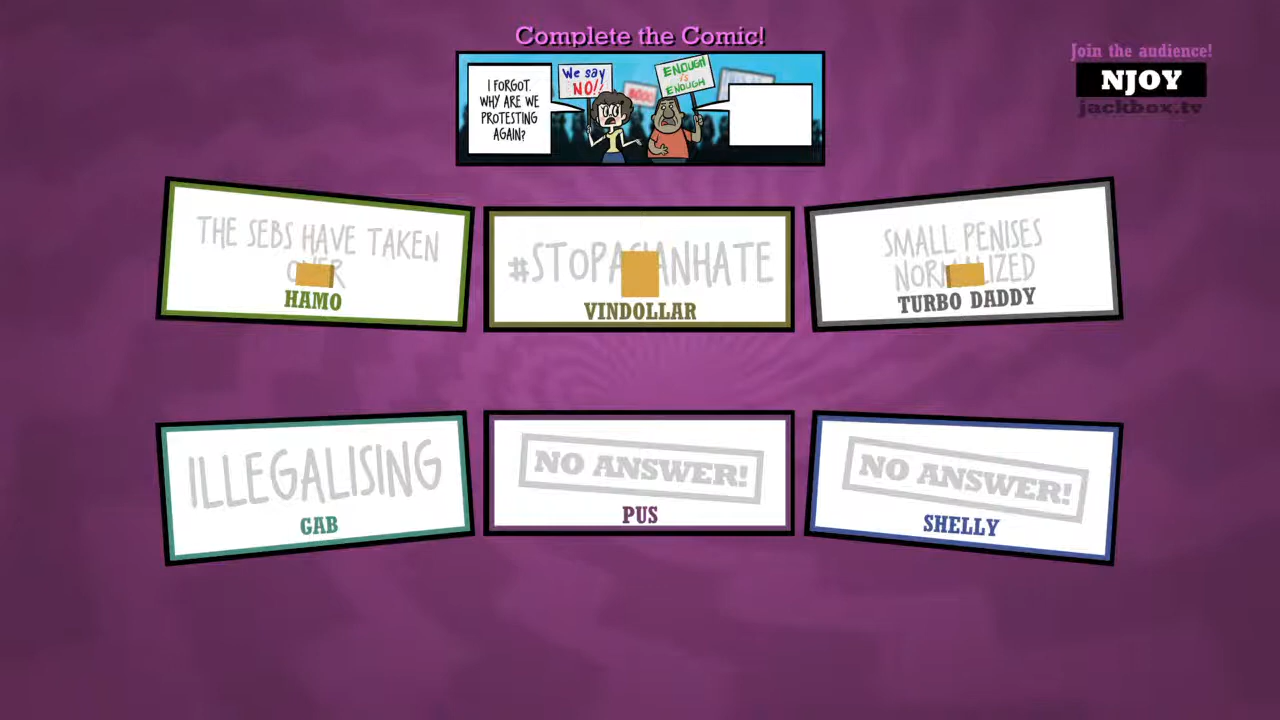 Complete the Comic!
Join the audience!
NJOY
jackbox.tv
I FORGOT.
WHY ARE WE
PROTESTING
AGAIN?
We say
NO!!
BOOO
ENOUGH
IS
ENOUGH
THE SEBS HAVE TAKEN
HAMO
VINDOLLAR
SMALL PENISES
TURBO DADDY
ILLEGALISING
GAB
NO ANSWER!
PUS
NO ANSWER!
SHELLY